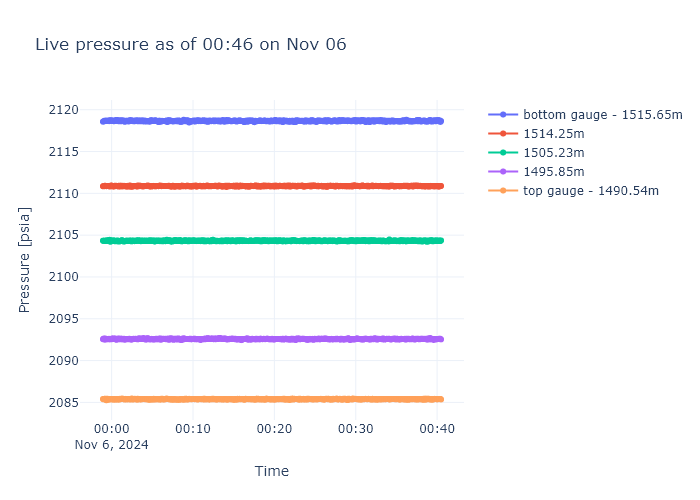 Live pressure as of 00:46 on Nov 06
2120
2115
2110
2105
2100
2095
2090
2085
Pressure [psia]
00:00
Nov 6, 2024
00:10
00:20
00:30
00:40
Time
bottom gauge - 1515.65m
1514.25m
1505.23m
1495.85m
top gauge - 1490.54m